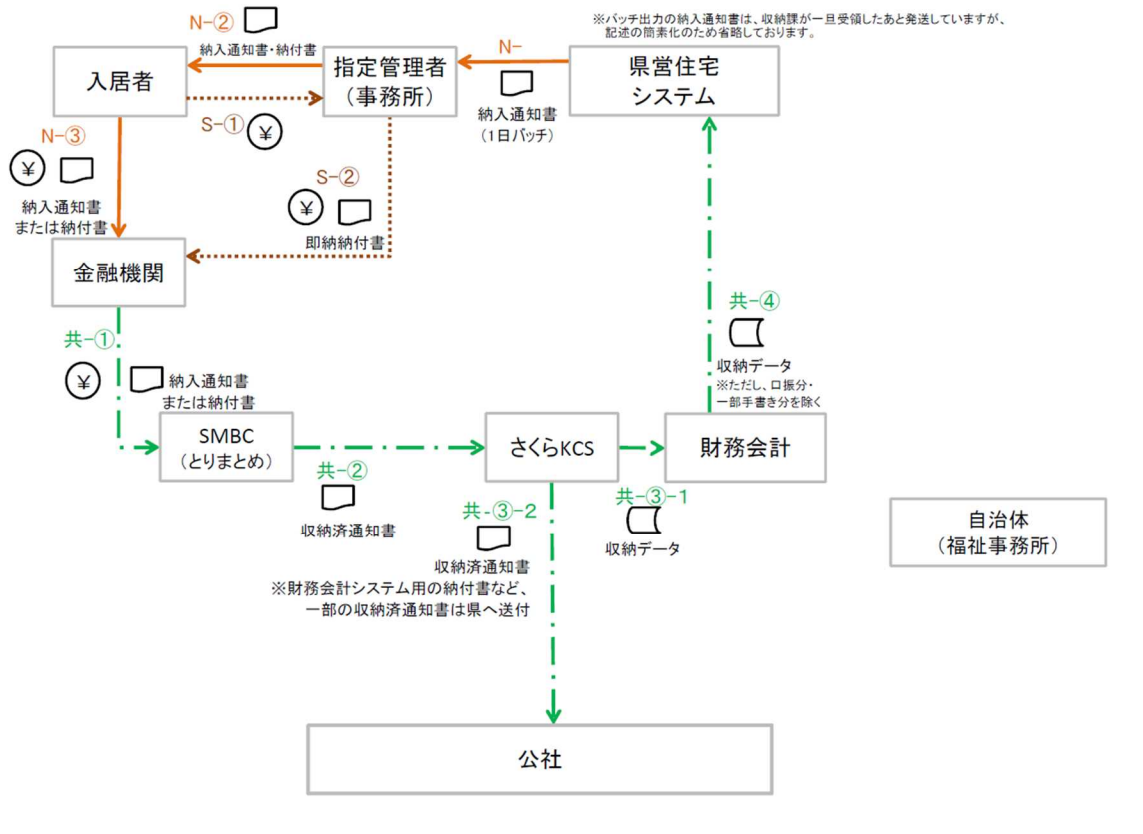 N-②
※バッチ出力の納入通知書は、収納課が一旦受領したあと発送していますが、
記述の簡素化のため省略しております。
納入通知書・納付書
N-
入居者
指定管理者
（事務所）
県営住宅
システム
納入通知書
（1日バッチ）
S-①
¥
N-③
¥
納入通知書
または納付書
S-②
¥
即納納付書
金融機関
共-①
¥
納入通知書
または納付書
共-④
収納データ
※ただし、口振分・
一部手書き分を除く
SMBC
（とりまとめ）
さくらKCS
財務会計
共-②
収納済通知書
共-③-2
収納済通知書
※財務会計システム用の納付書など、
一部の収納済通知書は県へ送付
共-③-1
収納データ
自治体
（福祉事務所）
公社